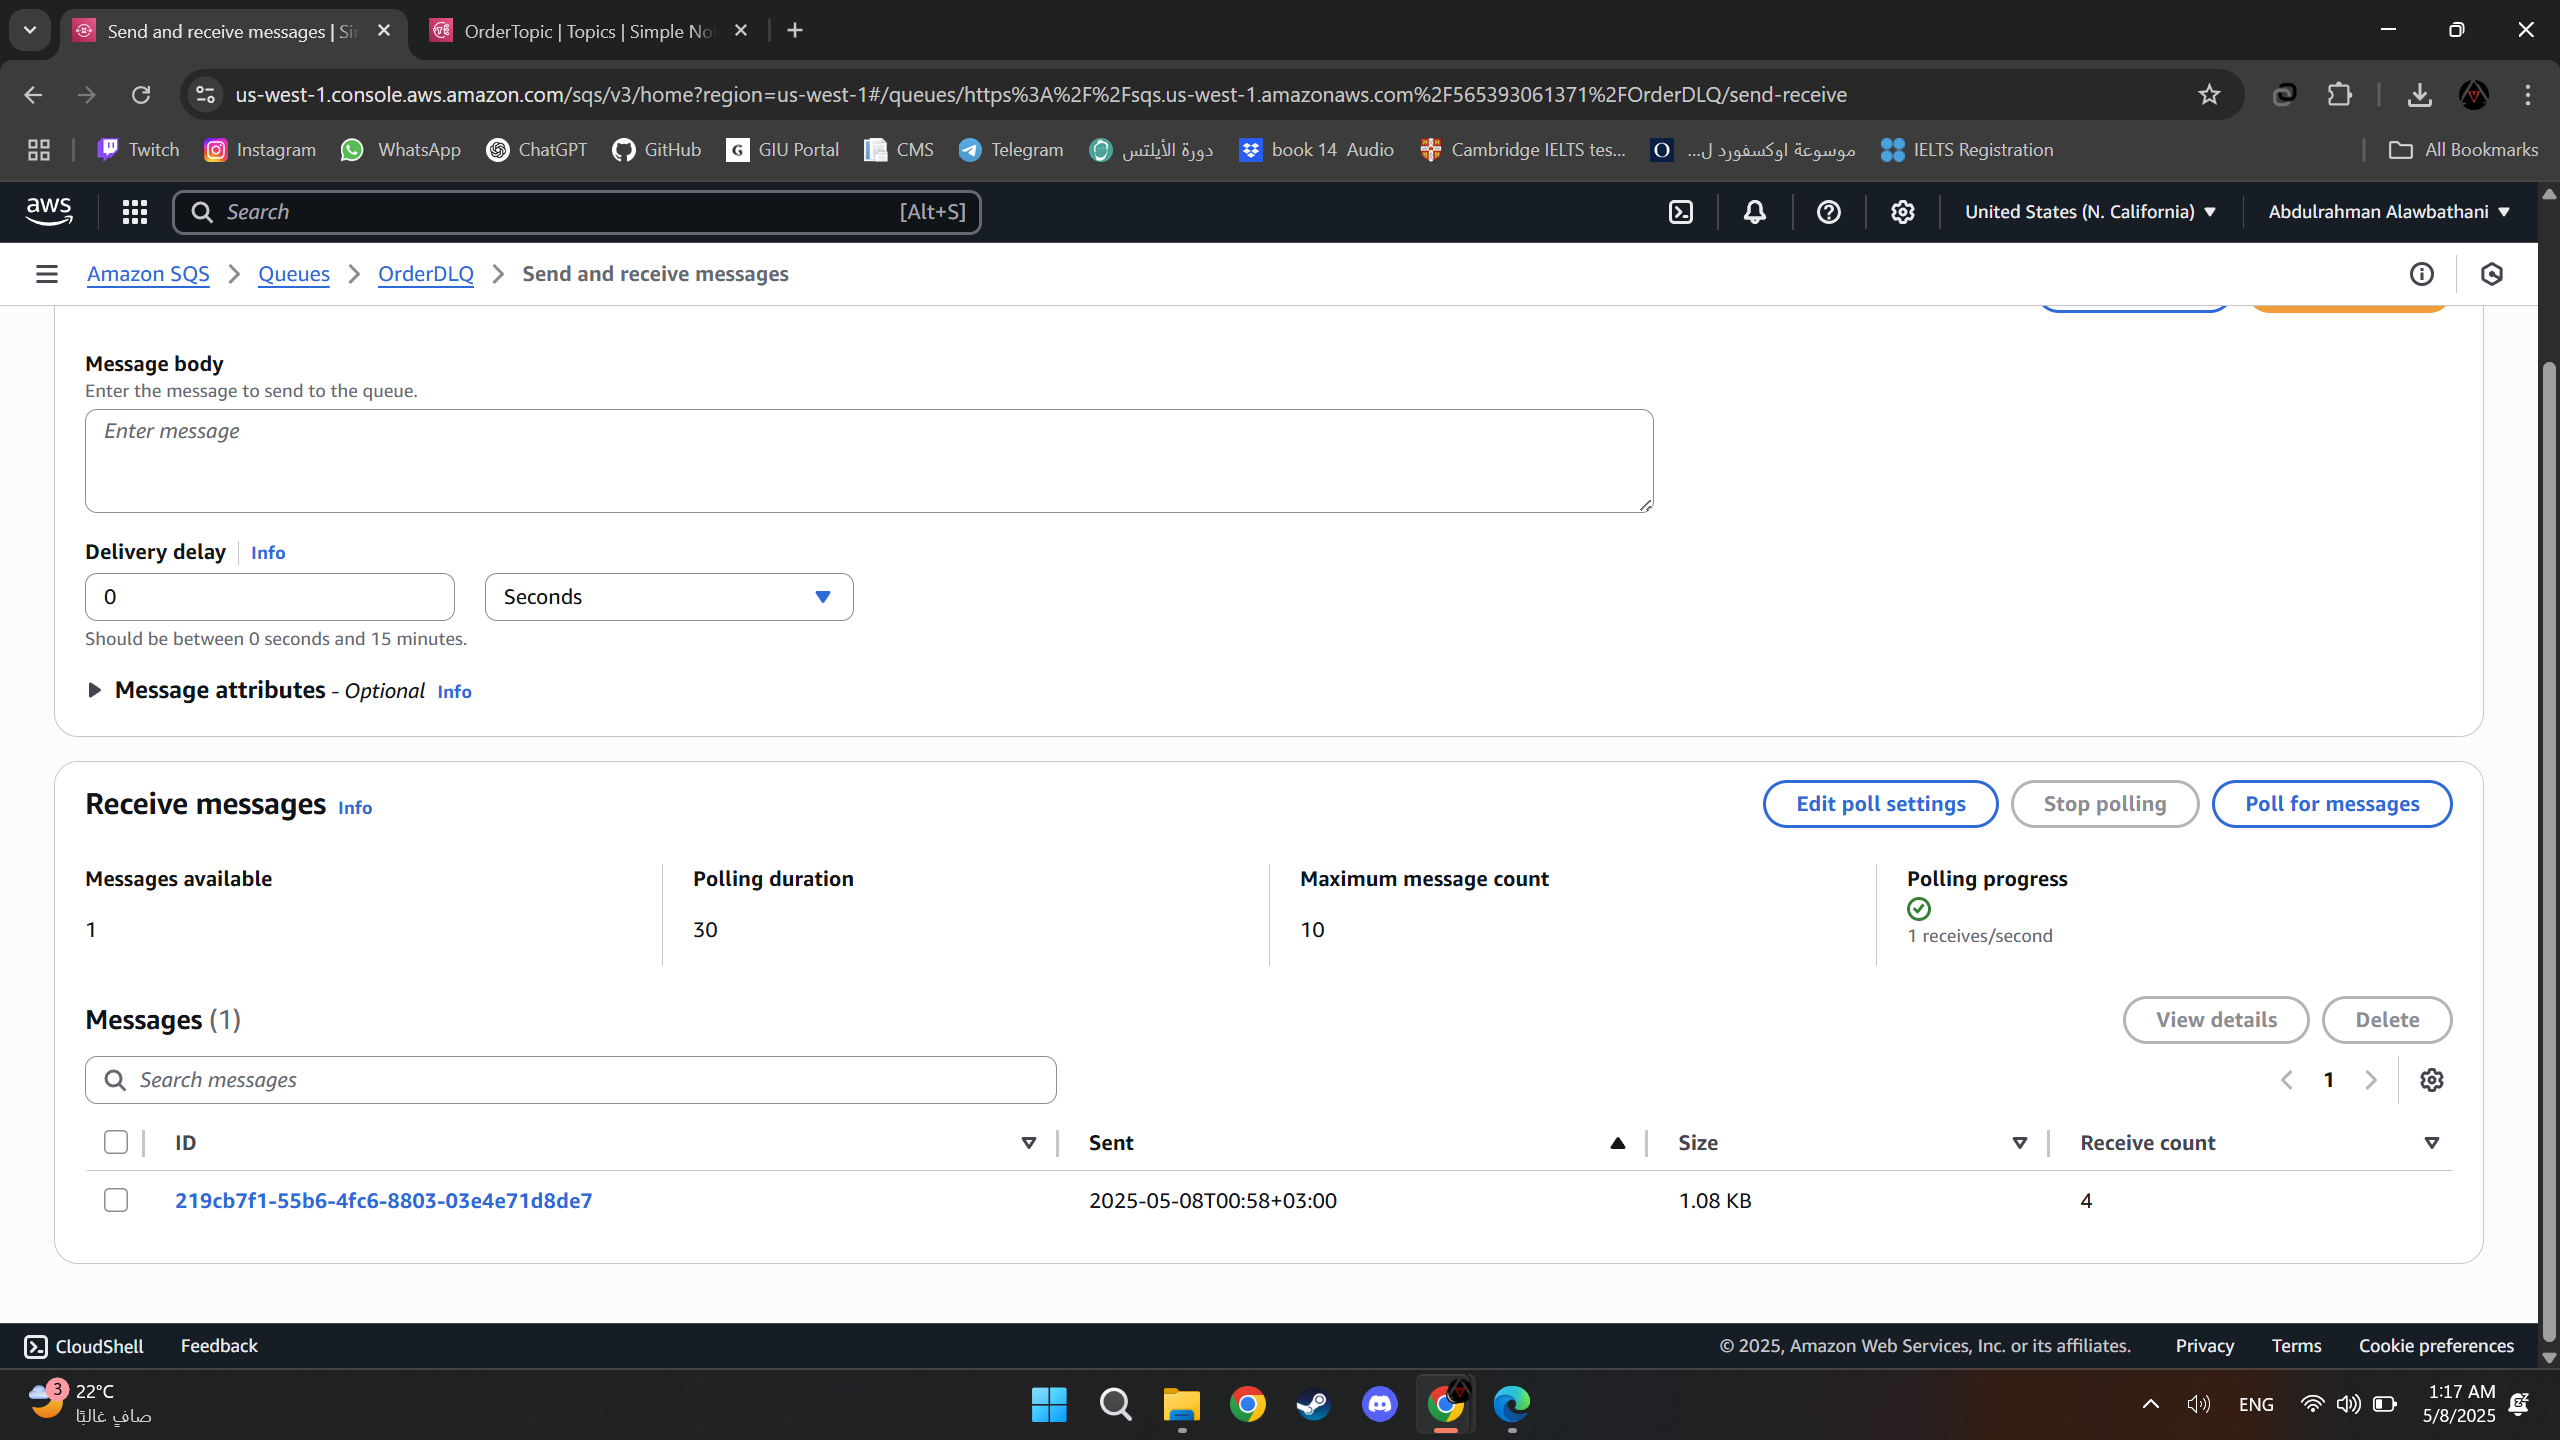 Send and receive messages | Si
OrderTopic | Topics | Simple No
us-west-1.console.aws.amazon.com/sqs/v3/home?region=us-west-1#/queues/https%3A%2F%2Fsqs.us-west-1.amazonaws.com%2F565393061371%2FOrderDLQ/send-receive
Twitch
Instagram
WhatsApp
ChatGPT
GitHub
G
GIU Portal
CMS
Telegram
دورة الأيلتس
book 14 Audio
Cambridge IELTS tes...
O
موسوعة اوكسفورد ل...
IELTS Registration
All Bookmarks
aws
Search
[Alt+S]
United States (N. California)
Abdulrahman Alawbathani
Amazon SQS
Queues
OrderDLQ
Send and receive messages
Message body
Enter the message to send to the queue.
Enter message
Delivery delay
Info
0
Seconds
Should be between 0 seconds and 15 minutes.
Message attributes - Optional Info
Receive messages Info
Edit poll settings
Stop polling
Poll for messages
Messages available
Polling duration
Maximum message count
Polling progress
1
30
10
1 receives/second
Messages (1)
View details
Delete
Search messages
1
ID
Sent
Size
Receive count
219cb7f1-55b6-4fc6-8803-03e4e71d8de7
2025-05-08T00:58+03:00
1.08 KB
4
CloudShell
Feedback
© 2025, Amazon Web Services, Inc. or its affiliates.
Privacy
Terms
Cookie preferences
3
22°C
صافٍ غالبًا
ENG
1:17 AM
5/8/2025